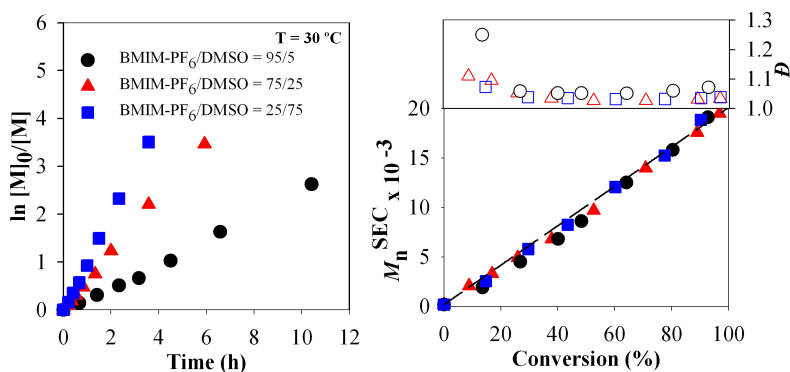 T = 30 ºC
BMIM-PF6/DMSO = 95/5
BMIM-PF6/DMSO = 75/25
BMIM-PF6/DMSO = 25/75
ln [M]0/[M]
6
5
4
3
2
1
0
0 2 4 6 8 10 12
Time (h)
1.3
1.2
1.1
1.0
Đ
20
15
10
5
0
MnSEC x 10 -3
0 20 40 60 80 100
Conversion (%)